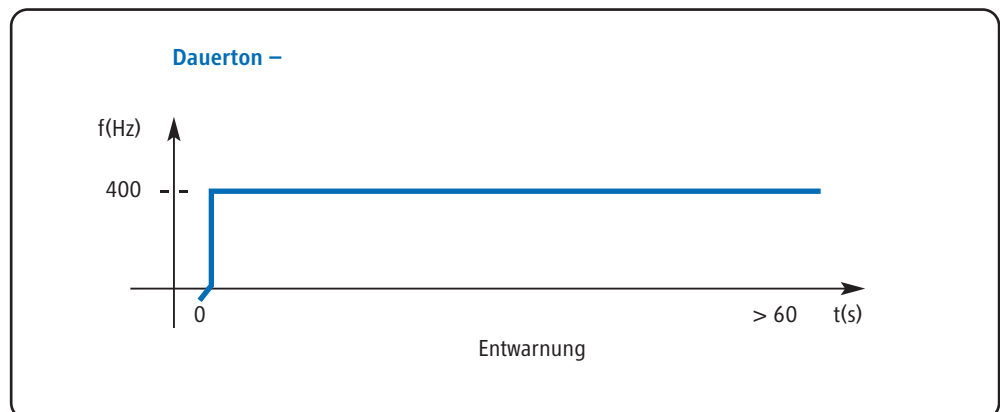 Dauerton –
f(Hz)
400
0
> 60
t(s)
Entwarnung